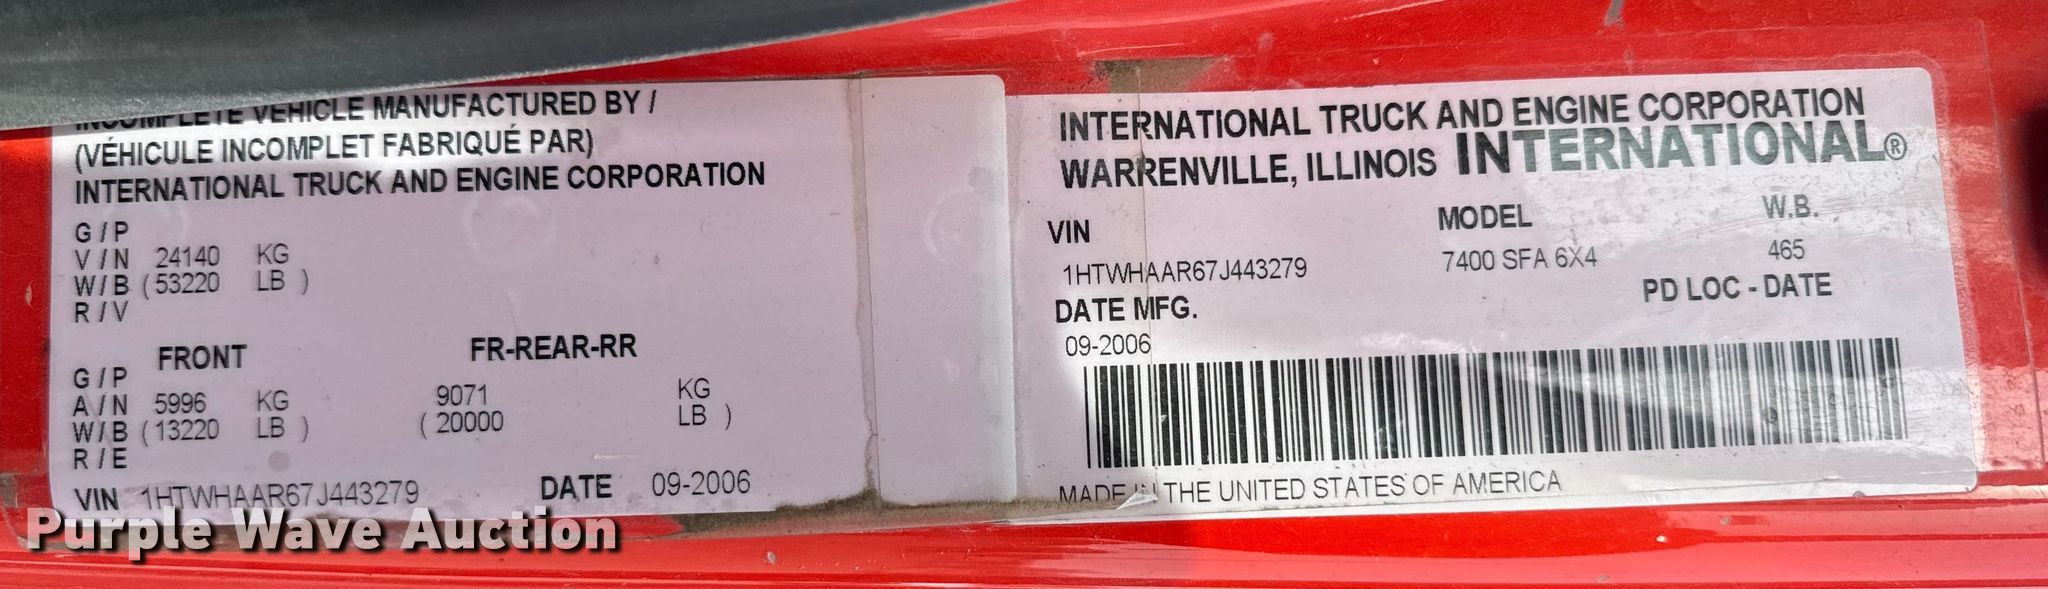 INCOMPLETE VEHICLE MANUFACTURED BY /
(VÉHICULE INCOMPLET FABRIQUÉ PAR)
INTERNATIONAL TRUCK AND ENGINE CORPORATION
G / P
V / N 24140 KG
W / B ( 53220 LB )
R / V
FRONT FR-REAR-RR
G / P
A / N 5996 KG 9071 KG
W / B ( 13220 LB ) ( 20000 LB )
R / E
VIN 1HTWHAAR67J443279 DATE 09-2006
INTERNATIONAL TRUCK AND ENGINE CORPORATION
WARRENVILLE, ILLINOIS INTERNATIONAL®
VIN MODEL W.B.
1HTWHAAR67J443279 7400 SFA 6X4 465
DATE MFG. PD LOC - DATE
09-2006
MADE IN THE UNITED STATES OF AMERICA
Purple Wave Auction